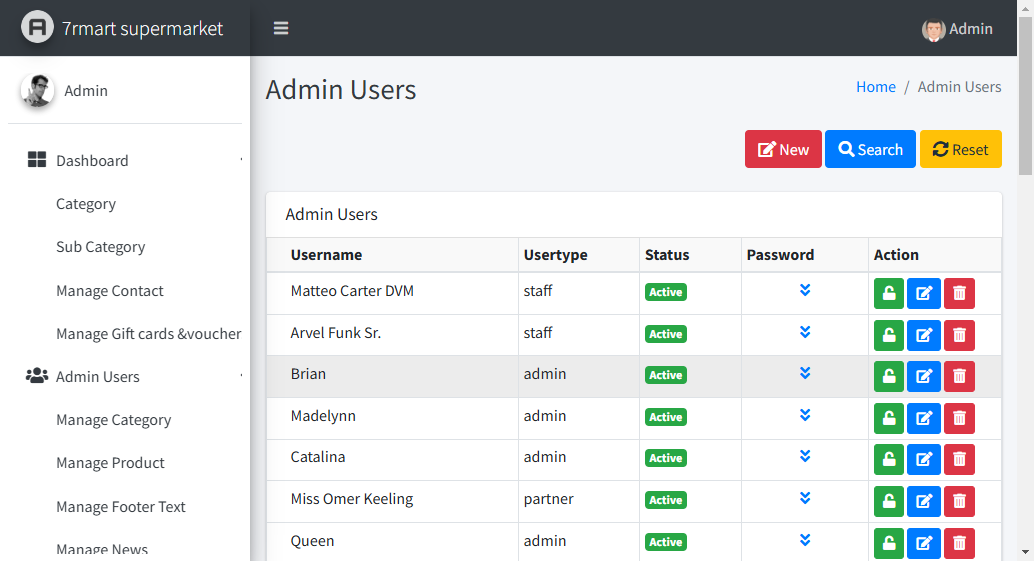 7rmart supermarket
Admin
Admin
Admin Users
Home / Admin Users
Dashboard
Category
Sub Category
Manage Contact
Manage Gift cards &voucher
Admin Users
Manage Category
Manage Product
Manage Footer Text
Manage News
New Search Reset
Admin Users
Username Usertype Status Password Action
Matteo Carter DVM staff Active
Arvel Funk Sr. staff Active
Brian admin Active
Madelynn admin Active
Catalina admin Active
Miss Omer Keeling partner Active
Queen admin Active